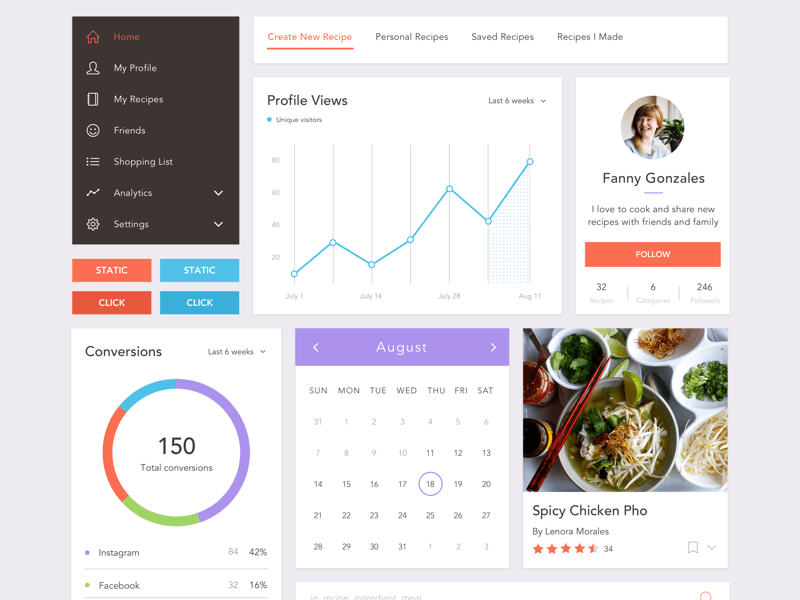 Home
My Profile
My Recipes
Friends
Shopping List
Analytics
Settings
STATIC STATIC
CLICK CLICK
Create New Recipe Personal Recipes Saved Recipes Recipes I Made
Profile Views Last 6 weeks
Unique visitors
80
60
40
20
July 1 July 14 July 28 Aug 11
Fanny Gonzales
I love to cook and share new
recipes with friends and family
FOLLOW
32 6 246
Recipes Categories Followers
Conversions Last 6 weeks
150
Total conversions
Instagram 84 42%
Facebook 32 16%
August
SUN MON TUE WED THU FRI SAT
31 1 2 3 4 5 6
7 8 9 10 11 12 13
14 15 16 17 18 19 20
21 22 23 24 25 26 27
28 29 30 31 1 2 3
Spicy Chicken Pho
By Lenora Morales
34
ie. recipe, ingredient, meal